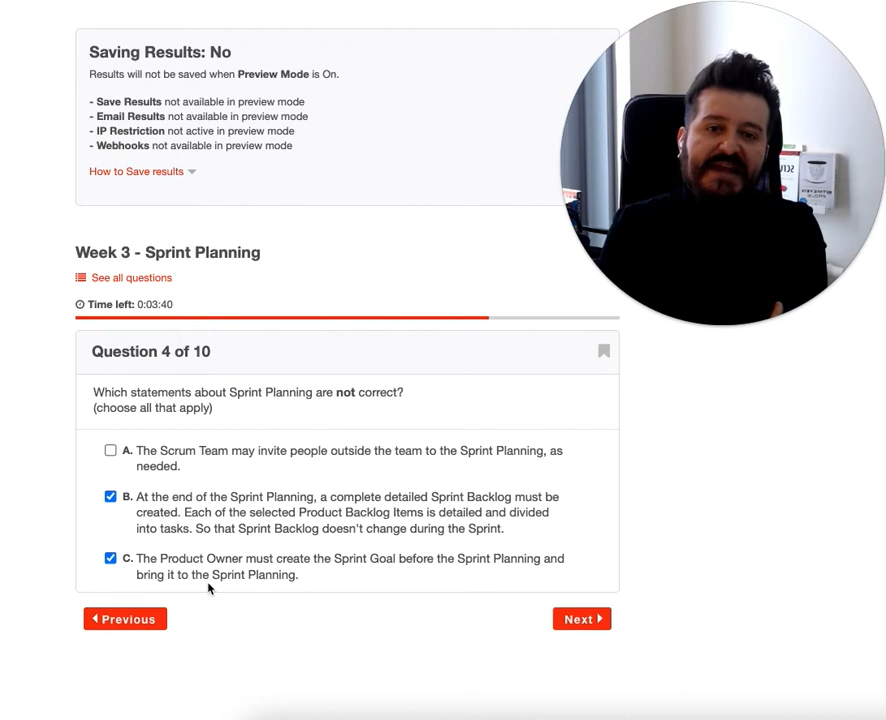 Saving Results: No
Results will not be saved when Preview Mode is On.
- Save Results not available in preview mode
- Email Results not available in preview mode
- IP Restriction not active in preview mode
- Webhooks not available in preview mode
How to Save results
Week 3 - Sprint Planning
See all questions
Time left: 0:03:40
Question 4 of 10
Which statements about Sprint Planning are not correct?
(choose all that apply)
A. The Scrum Team may invite people outside the team to the Sprint Planning, as
needed.
B. At the end of the Sprint Planning, a complete detailed Sprint Backlog must be
created. Each of the selected Product Backlog Items is detailed and divided
into tasks. So that Sprint Backlog doesn't change during the Sprint.
C. The Product Owner must create the Sprint Goal before the Sprint Planning and
bring it to the Sprint Planning.
Previous
Next